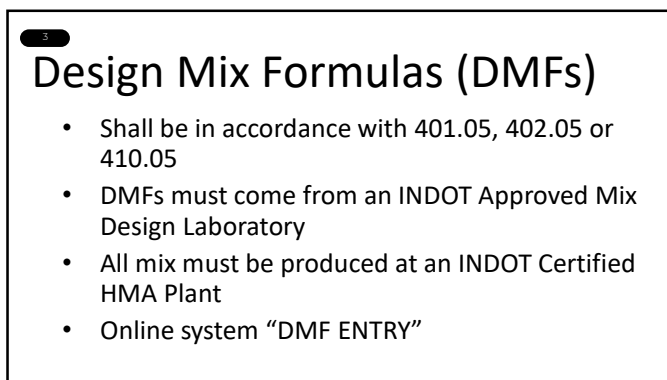 3
Design Mix Formulas (DMFs)
• Shall be in accordance with 401.05, 402.05 or
410.05
• DMFs must come from an INDOT Approved Mix
Design Laboratory
• All mix must be produced at an INDOT Certified
HMA Plant
• Online system “DMF ENTRY”